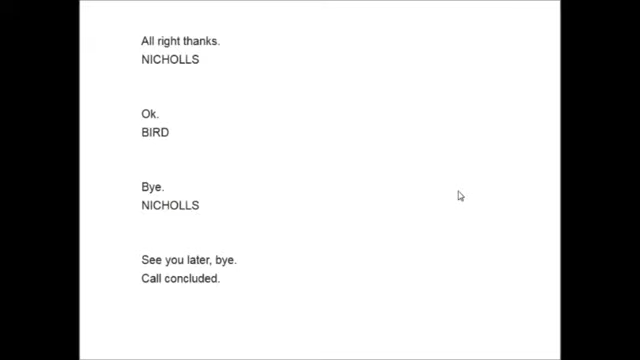 All right thanks.
NICHOLLS
Ok.
BIRD
Bye.
NICHOLLS
See you later, bye.
Call concluded.